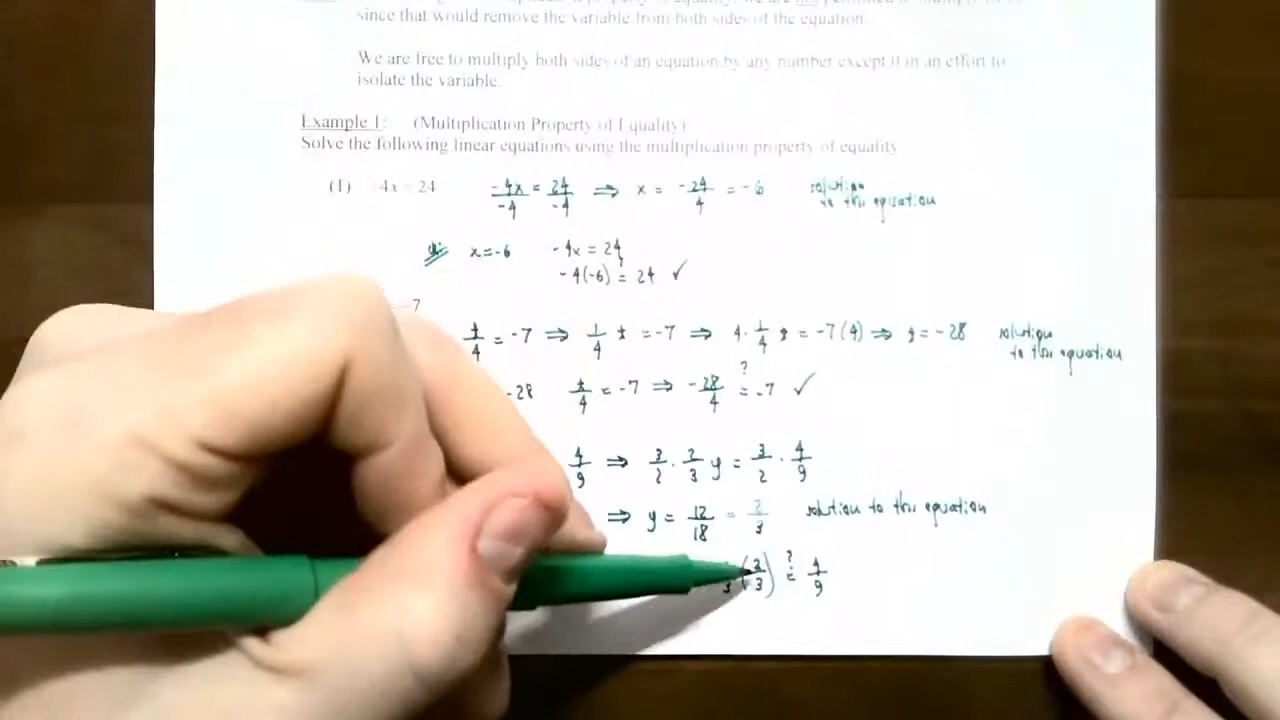 since that would remove the variable from both sides of the equation.
We are free to multiply both sides of an equation by any number except 0 in an effort to
isolate the variable.
Example 1: (Multiplication Property of Equality)
Solve the following linear equations using the multiplication property of equality
(1) -4x = 24 -4x/-4 = 24/-4 ⇒ x = -24/4 = -6 solution
to this equation
x = -6 -4x = 24
-4(-6) ≟ 24 ✓
= -7
/4 = -7 ⇒ 1/4 = -7 ⇒ 4 · 1/4 = -7(4) ⇒ = -28 solution
to this equation
-28 /4 = -7 ⇒ -28/4 ≟ -7 ✓
4/9 ⇒ 3/2 · 2/3 y = 3/2 · 4/9
⇒ y = 12/18 = 2/3 solution to this equation
3 (2/3) ≟ 4/9